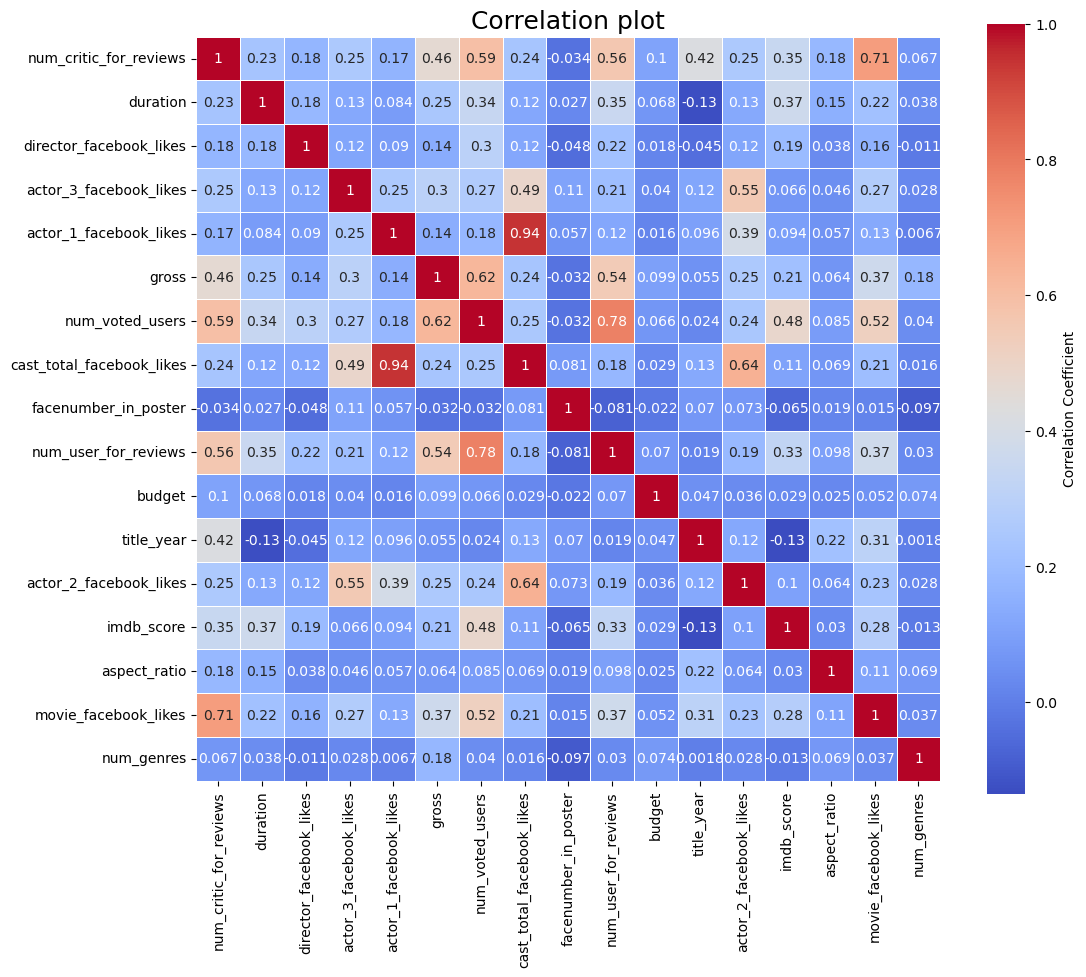 Correlation plot
num_critic_for_reviews 1 0.23 0.18 0.25 0.17 0.46 0.59 0.24 -0.034 0.56 0.1 0.42 0.25 0.35 0.18 0.71 0.067
duration 0.23 1 0.18 0.13 0.084 0.25 0.34 0.12 0.027 0.35 0.068 -0.13 0.13 0.37 0.15 0.22 0.038
director_facebook_likes 0.18 0.18 1 0.12 0.09 0.14 0.3 0.12 -0.048 0.22 0.018 -0.045 0.12 0.19 0.038 0.16 -0.011
actor_3_facebook_likes 0.25 0.13 0.12 1 0.25 0.3 0.27 0.49 0.11 0.21 0.04 0.12 0.55 0.066 0.046 0.27 0.028
actor_1_facebook_likes 0.17 0.084 0.09 0.25 1 0.14 0.18 0.94 0.057 0.12 0.016 0.096 0.39 0.094 0.057 0.13 0.0067
gross 0.46 0.25 0.14 0.3 0.14 1 0.62 0.24 -0.032 0.54 0.099 0.055 0.25 0.21 0.064 0.37 0.18
num_voted_users 0.59 0.34 0.3 0.27 0.18 0.62 1 0.25 -0.032 0.78 0.066 0.024 0.24 0.48 0.085 0.52 0.04
cast_total_facebook_likes 0.24 0.12 0.12 0.49 0.94 0.24 0.25 1 0.081 0.18 0.029 0.13 0.64 0.11 0.069 0.21 0.016
facenumber_in_poster -0.034 0.027 -0.048 0.11 0.057 -0.032 -0.032 0.081 1 -0.081 -0.022 0.07 0.073 -0.065 0.019 0.015 -0.097
num_user_for_reviews 0.56 0.35 0.22 0.21 0.12 0.54 0.78 0.18 -0.081 1 0.07 0.019 0.19 0.33 0.098 0.37 0.03
budget 0.1 0.068 0.018 0.04 0.016 0.099 0.066 0.029 -0.022 0.07 1 0.047 0.036 0.029 0.025 0.052 0.074
title_year 0.42 -0.13 -0.045 0.12 0.096 0.055 0.024 0.13 0.07 0.019 0.047 1 0.12 -0.13 0.22 0.31 0.0018
actor_2_facebook_likes 0.25 0.13 0.12 0.55 0.39 0.25 0.24 0.64 0.073 0.19 0.036 0.12 1 0.1 0.064 0.23 0.028
imdb_score 0.35 0.37 0.19 0.066 0.094 0.21 0.48 0.11 -0.065 0.33 0.029 -0.13 0.1 1 0.03 0.28 -0.013
aspect_ratio 0.18 0.15 0.038 0.046 0.057 0.064 0.085 0.069 0.019 0.098 0.025 0.22 0.064 0.03 1 0.11 0.069
movie_facebook_likes 0.71 0.22 0.16 0.27 0.13 0.37 0.52 0.21 0.015 0.37 0.052 0.31 0.23 0.28 0.11 1 0.037
num_genres 0.067 0.038 -0.011 0.028 0.0067 0.18 0.04 0.016 -0.097 0.03 0.074 0.0018 0.028 -0.013 0.069 0.037 1
num_critic_for_reviews
duration
director_facebook_likes
actor_3_facebook_likes
actor_1_facebook_likes
gross
num_voted_users
cast_total_facebook_likes
facenumber_in_poster
num_user_for_reviews
budget
title_year
actor_2_facebook_likes
imdb_score
aspect_ratio
movie_facebook_likes
num_genres
1.0
0.8
0.6
0.4
0.2
0.0
Correlation Coefficient